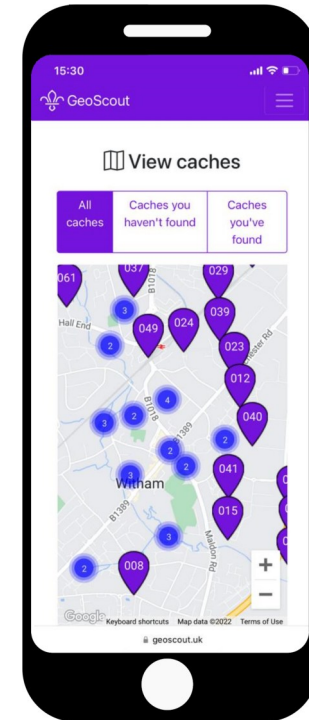 15:30
GeoScout
View caches
All
caches
Caches you
haven't found
Caches
you've
found
061
037
B1018
029
3
Hall End
049
024
039
2
023
012
B1018
4
3
2
040
B1389
2
2
2
3
Witham
041
015
B1389
3
Maldon Rd
2
008
+
−
Google
Keyboard shortcuts
Map data ©2022
Terms of Use
geoscout.uk